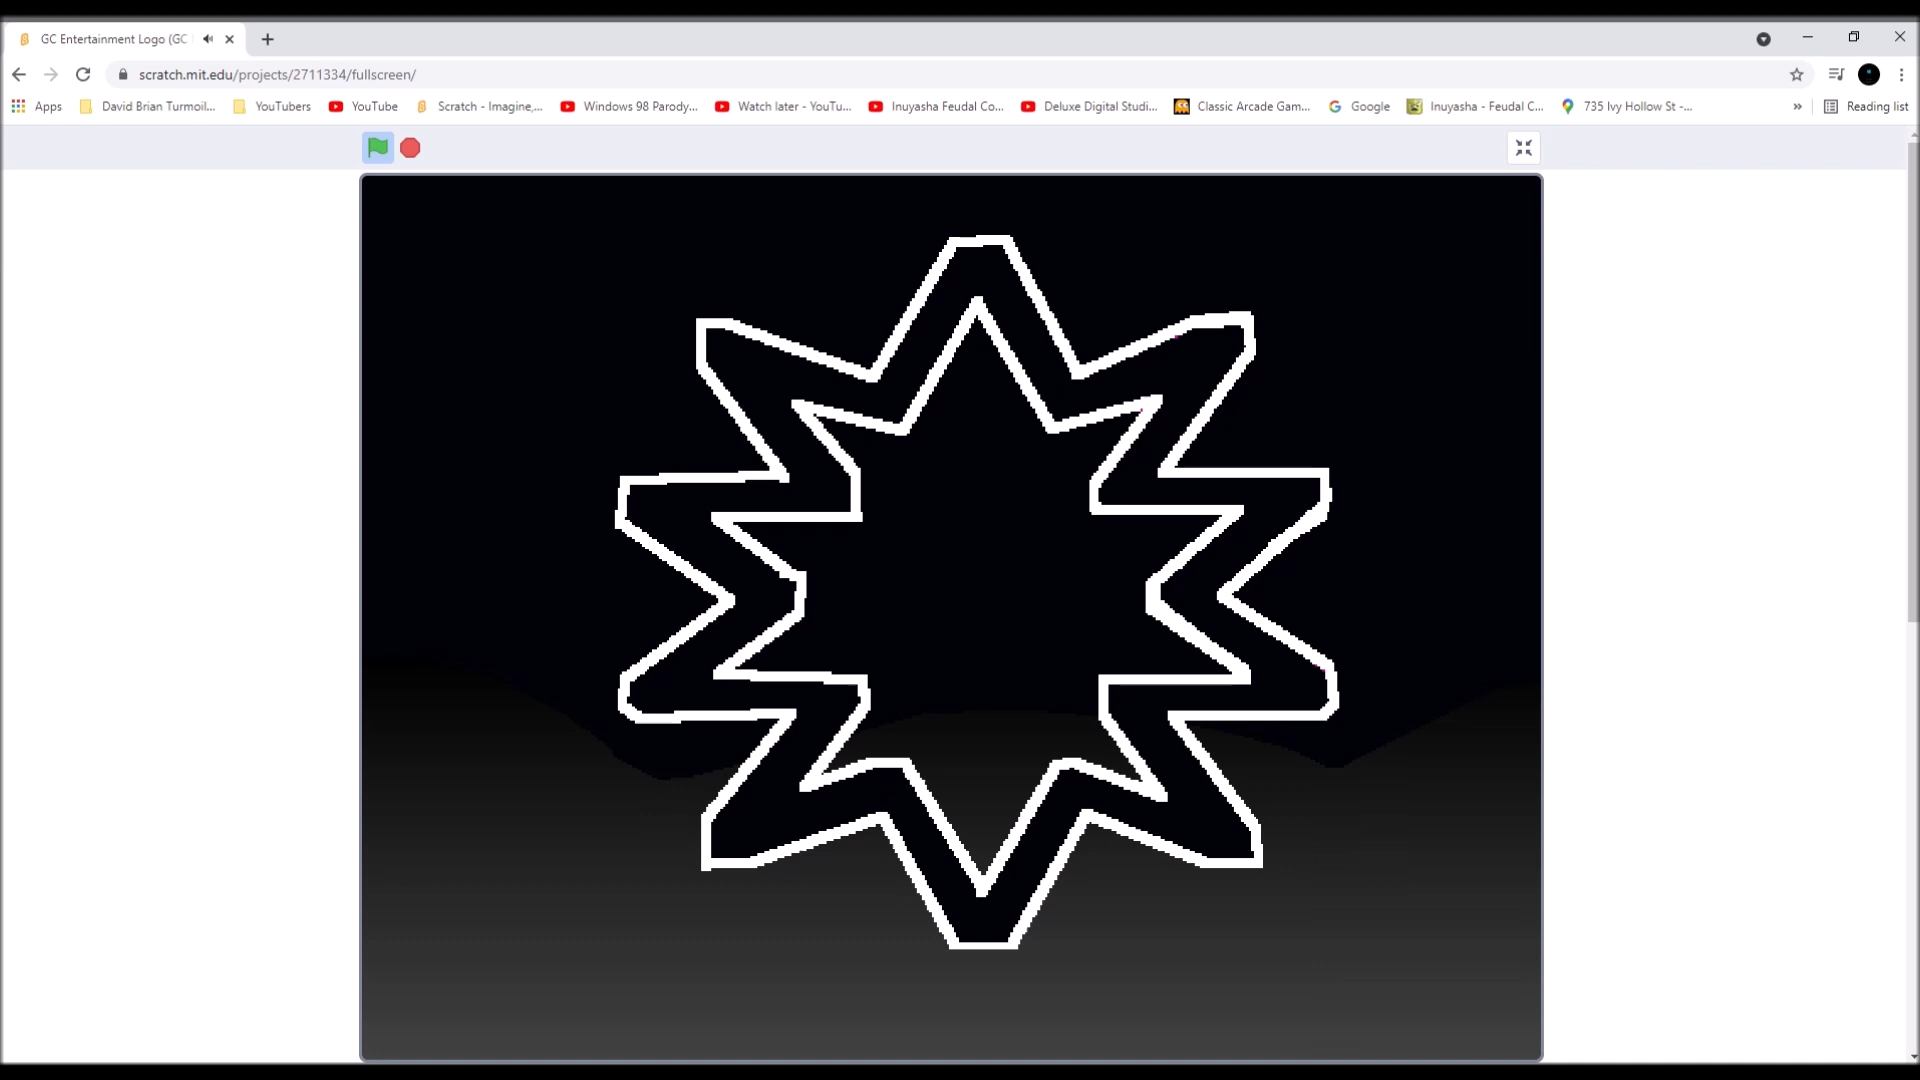 GC Entertainment Logo (GC
scratch.mit.edu/projects/2711334/fullscreen/
Apps David Brian Turmoil... YouTubers YouTube Scratch - Imagine,... Windows 98 Parody... Watch later - YouTu... Inuyasha Feudal Co... Deluxe Digital Studi... Classic Arcade Gam... Google Inuyasha - Feudal C... 735 Ivy Hollow St -... » Reading list